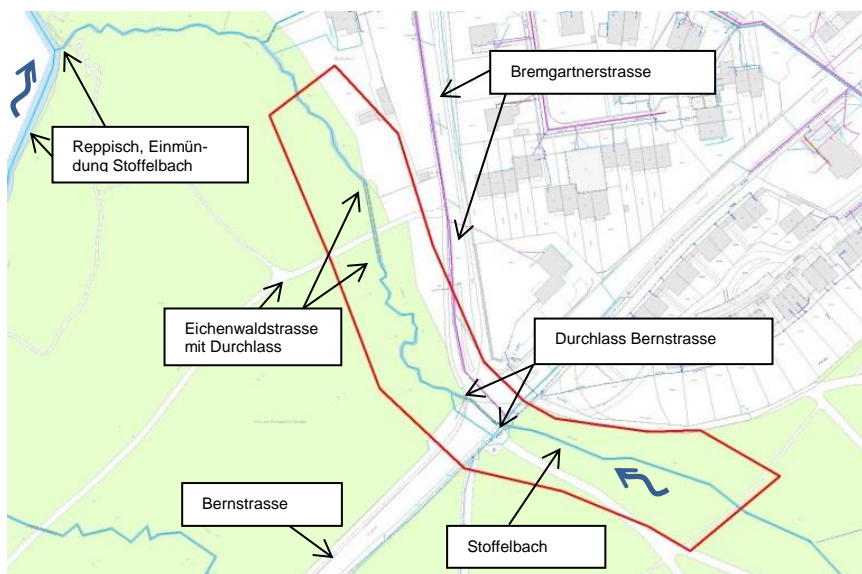 Bremgartnerstrasse
Reppisch, Einmün-
dung Stoffelbach
Eichenwaldstrasse
mit Durchlass
Durchlass Bernstrasse
Bernstrasse
Stoffelbach